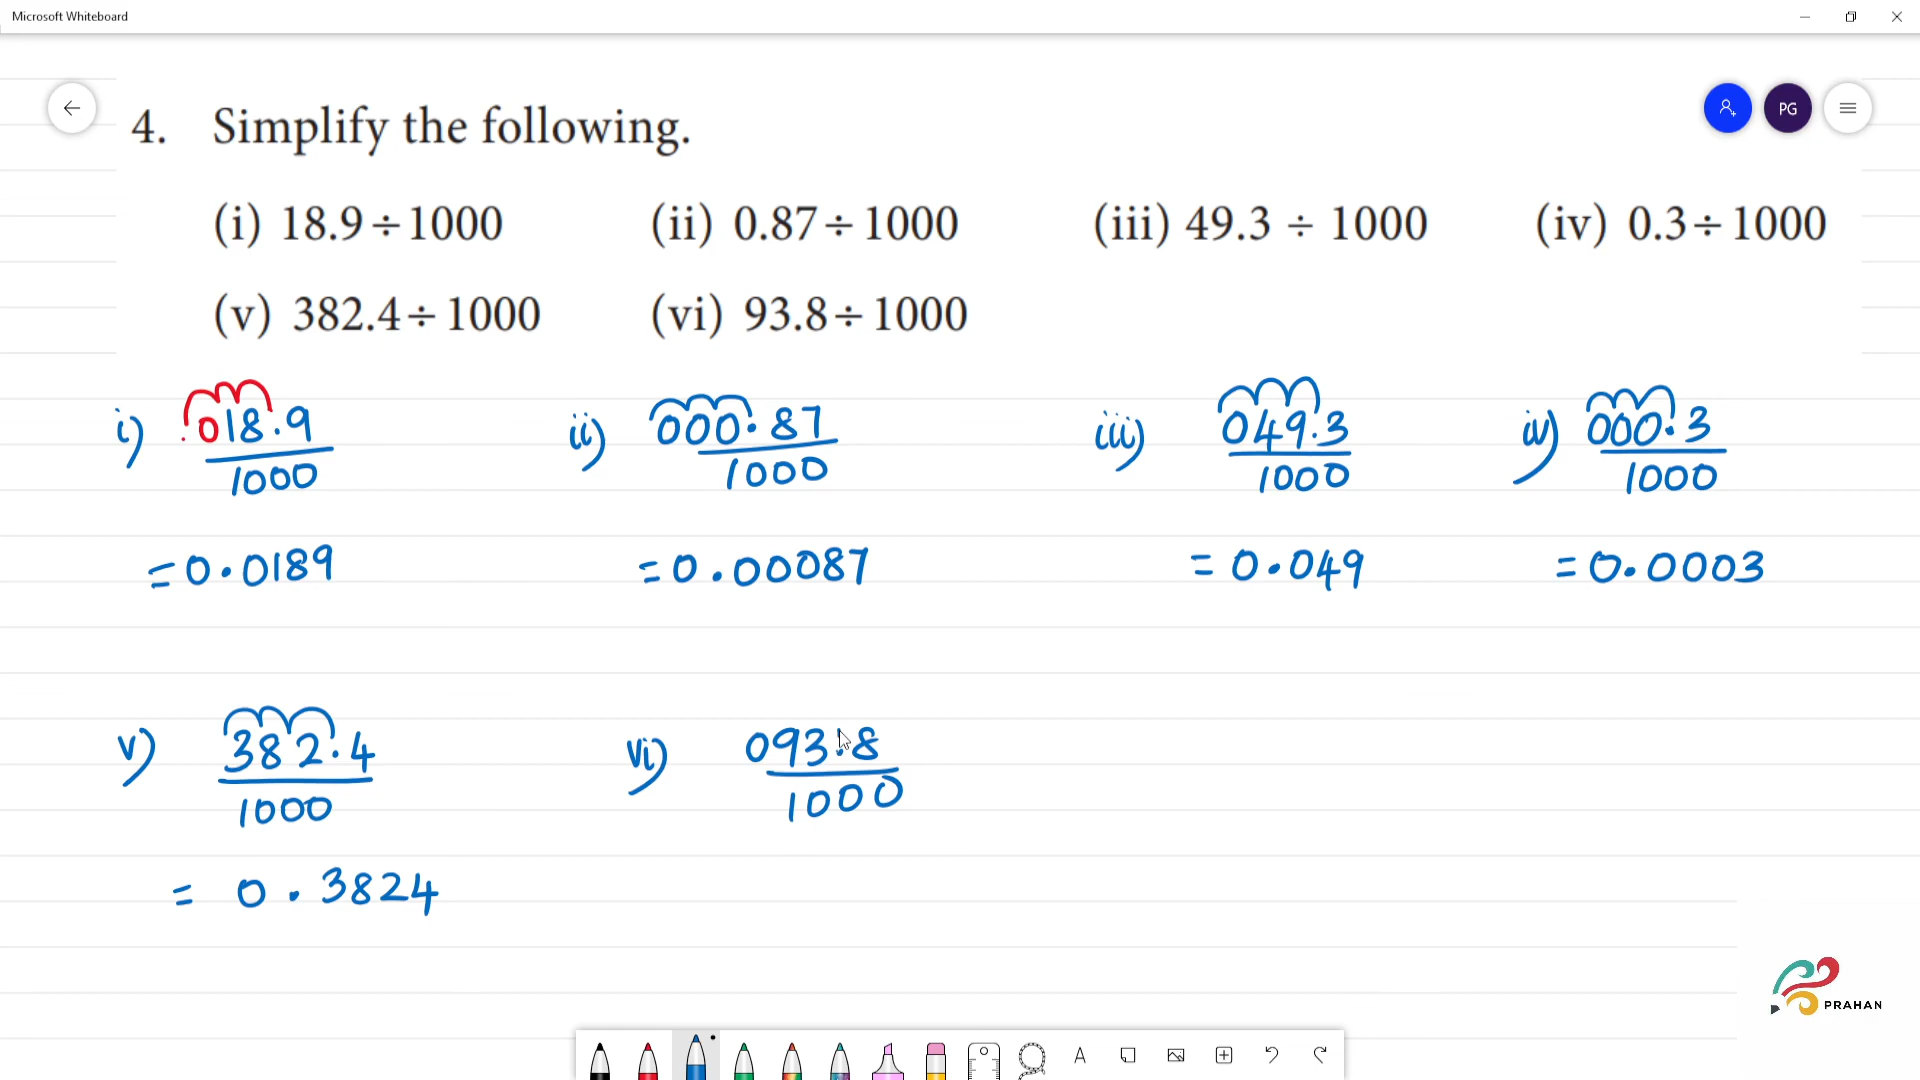 Microsoft Whiteboard
PG
4. Simplify the following.
(i) 18.9÷1000 (ii) 0.87÷1000 (iii) 49.3 ÷ 1000 (iv) 0.3÷1000
(v) 382.4÷1000 (vi) 93.8÷1000
i) .018.9 ii) 000.87 iii) 049.3 iv) 000.3
1000 1000 1000 1000
=0.0189 =0.00087 =0.049 =0.0003
v) 382.4 vi) 093.8
1000 1000
= 0.3824
PRAHAN
A